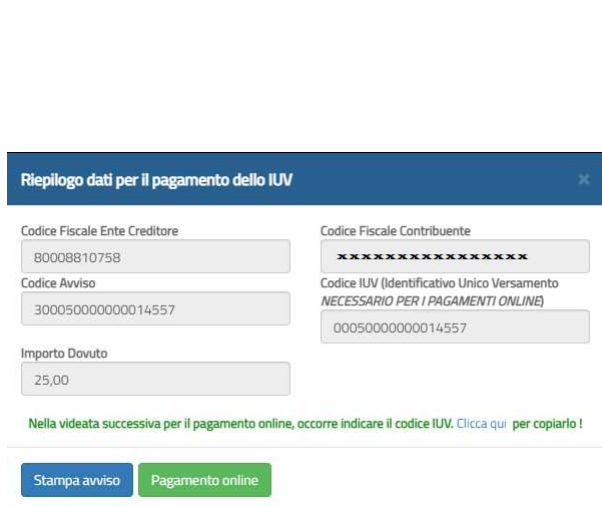 Riepilogo dati per il pagamento dello IUV
×
Codice Fiscale Ente Creditore
80008810758
Codice Fiscale Contribuente
xxxxxxxxxxxxxxxx
Codice Avviso
300050000000014557
Codice IUV (Identificativo Unico Versamento
NECESSARIO PER I PAGAMENTI ONLINE)
00050000000014557
Importo Dovuto
25,00
Nella videata successiva per il pagamento online, occorre indicare il codice IUV. Clicca qui per copiarlo !
Stampa avviso
Pagamento online